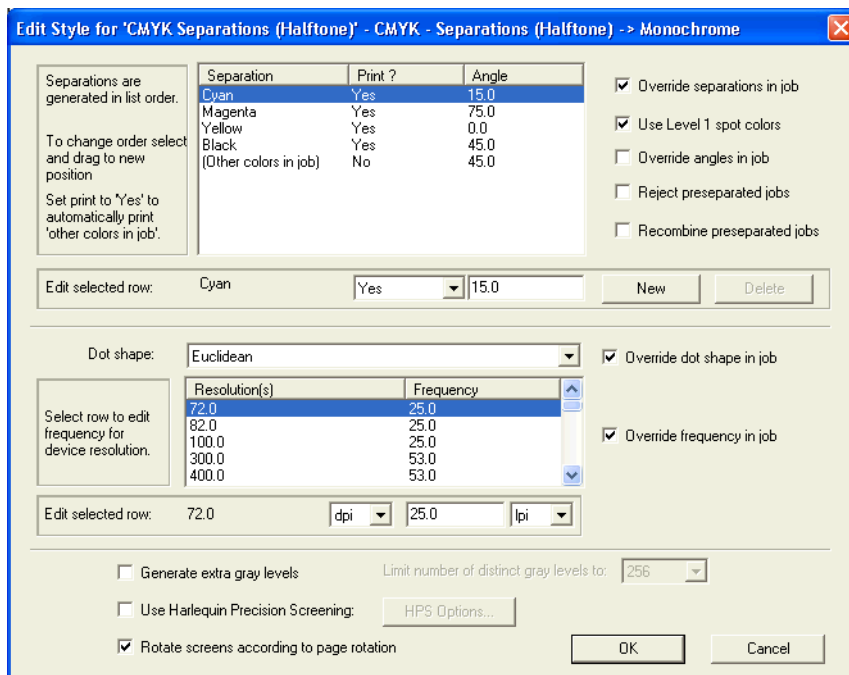 Edit Style for 'CMYK Separations (Halftone)' - CMYK - Separations (Halftone) -> Monochrome
Separations are
generated in list order.
To change order select
and drag to new
position
Set print to 'Yes' to
automatically print
'other colors in job'.
Separation Print ? Angle
Cyan Yes 15.0
Magenta Yes 75.0
Yellow Yes 0.0
Black Yes 45.0
(Other colors in job) No 45.0
Override separations in job
Use Level 1 spot colors
Override angles in job
Reject preseparated jobs
Recombine preseparated jobs
Edit selected row: Cyan Yes 15.0 New Delete
Dot shape: Euclidean Override dot shape in job
Select row to edit
frequency for
device resolution.
Resolution(s) Frequency
72.0 25.0
82.0 25.0
100.0 25.0
300.0 53.0
400.0 53.0
Override frequency in job
Edit selected row: 72.0 dpi 25.0 lpi
Generate extra gray levels Limit number of distinct gray levels to: 256
Use Harlequin Precision Screening: HPS Options...
Rotate screens according to page rotation OK Cancel